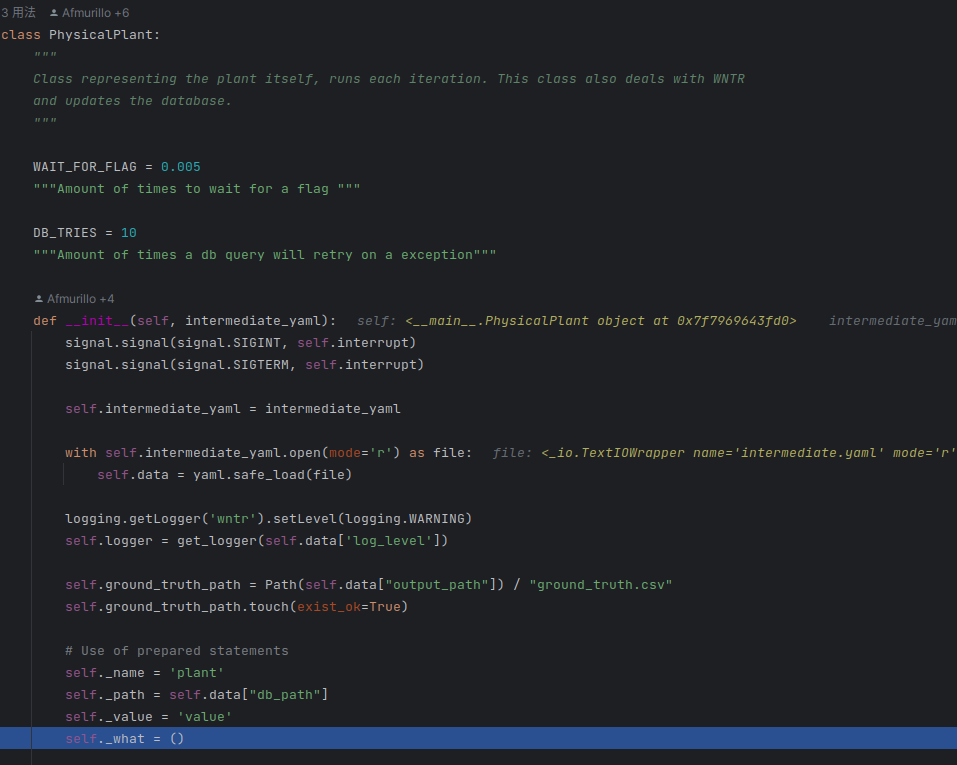 3 用法 Afmurillo +6
class PhysicalPlant:
"""
Class representing the plant itself, runs each iteration. This class also deals with WNTR
and updates the database.
"""
WAIT_FOR_FLAG = 0.005
"""Amount of times to wait for a flag """
DB_TRIES = 10
"""Amount of times a db query will retry on a exception"""
Afmurillo +4
def __init__(self, intermediate_yaml): self: <__main__.PhysicalPlant object at 0x7f7969643fd0> intermediate_yam
signal.signal(signal.SIGINT, self.interrupt)
signal.signal(signal.SIGTERM, self.interrupt)
self.intermediate_yaml = intermediate_yaml
with self.intermediate_yaml.open(mode='r') as file: file: <_io.TextIOWrapper name='intermediate.yaml' mode='r'
self.data = yaml.safe_load(file)
logging.getLogger('wntr').setLevel(logging.WARNING)
self.logger = get_logger(self.data['log_level'])
self.ground_truth_path = Path(self.data["output_path"]) / "ground_truth.csv"
self.ground_truth_path.touch(exist_ok=True)
# Use of prepared statements
self._name = 'plant'
self._path = self.data["db_path"]
self._value = 'value'
self._what = ()